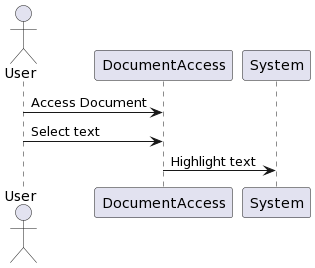 User
DocumentAccess
System
Access Document
Select text
Highlight text
User
DocumentAccess
System